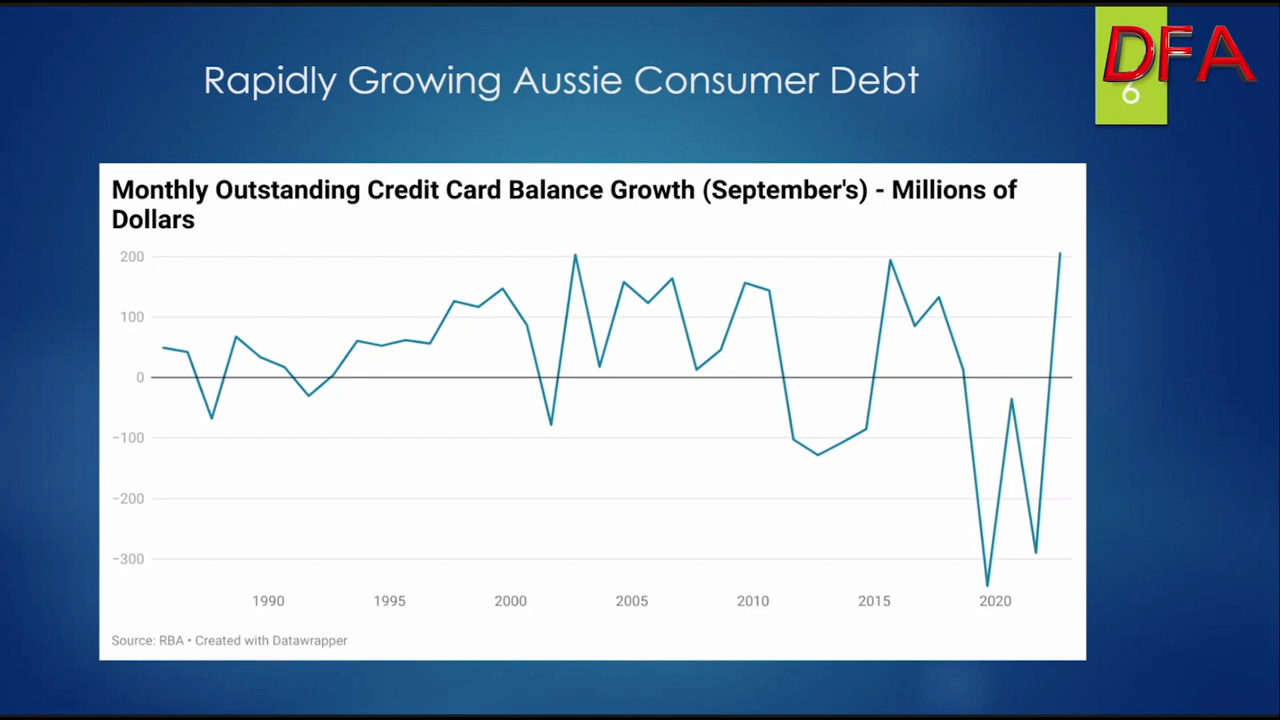 Rapidly Growing Aussie Consumer Debt
DFA
6
Monthly Outstanding Credit Card Balance Growth (September's) - Millions of
Dollars
200
100
0
−100
−200
−300
1990 1995 2000 2005 2010 2015 2020
Source: RBA • Created with Datawrapper